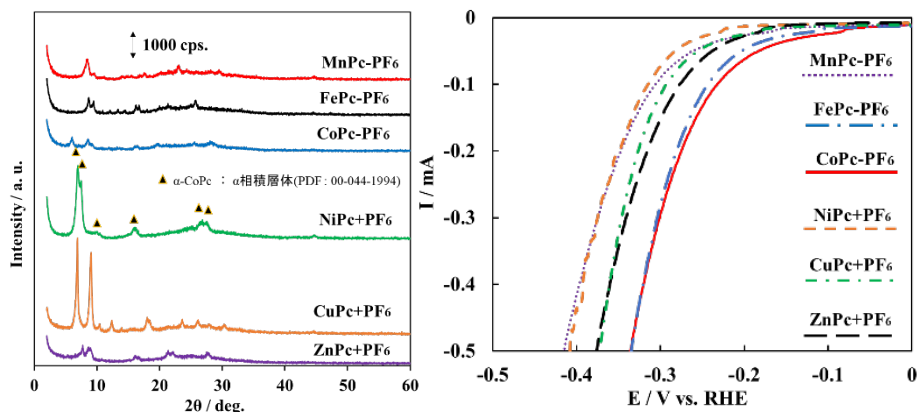 1000 cps.
MnPc-PF6
FePc-PF6
CoPc-PF6
▲ α-CoPc : α相積層体(PDF : 00-044-1994)
NiPc+PF6
CuPc+PF6
ZnPc+PF6
Intensity / a. u.
0 10 20 30 40 50 60
2θ / deg.
0
-0.1
-0.2
-0.3
-0.4
-0.5
I / mA
MnPc-PF6
FePc-PF6
CoPc-PF6
NiPc+PF6
CuPc+PF6
ZnPc+PF6
-0.5 -0.4 -0.3 -0.2 -0.1 0
E / V vs. RHE